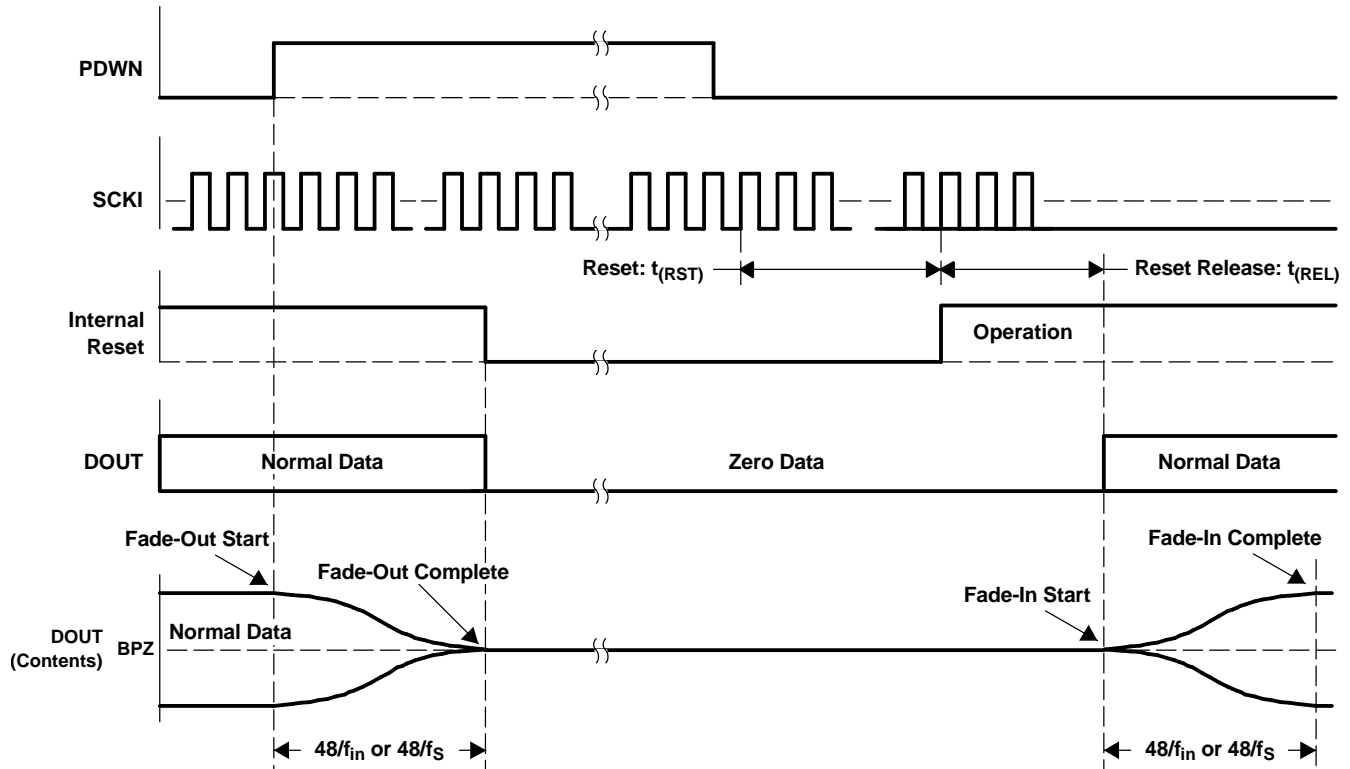 PDWN
SCKI
Reset: t(RST)
Reset Release: t(REL)
Internal
Reset
Operation
DOUT
Normal Data
Zero Data
Normal Data
Fade-Out Start
Fade-Out Complete
Fade-In Start
Fade-In Complete
DOUT
(Contents)
BPZ
Normal Data
48/fin or 48/fS
48/fin or 48/fS